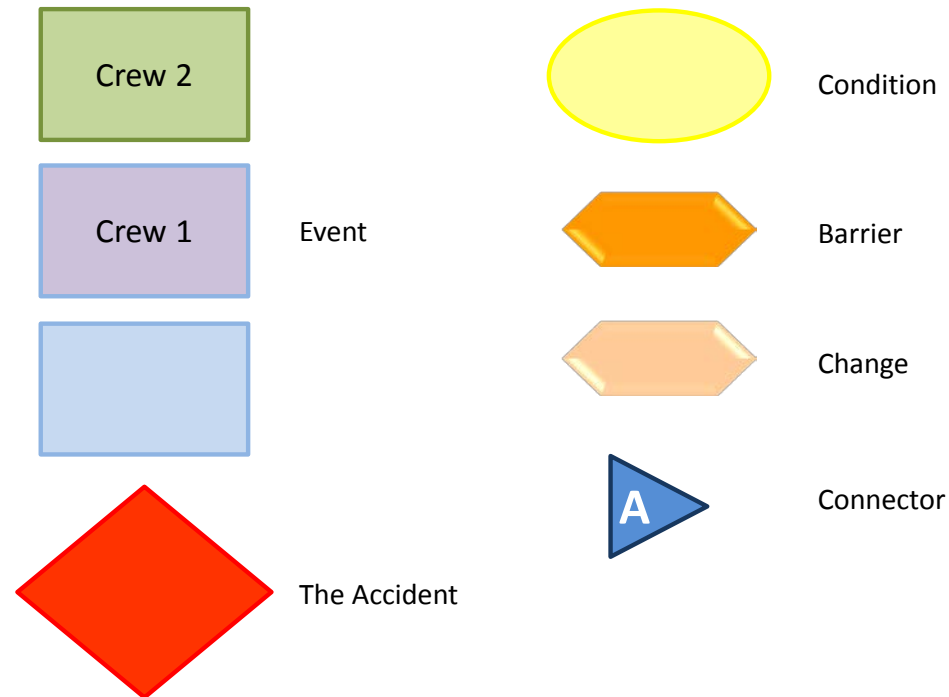 Crew 2
Condition
Crew 1
Event
Barrier
Change
A
Connector
The Accident